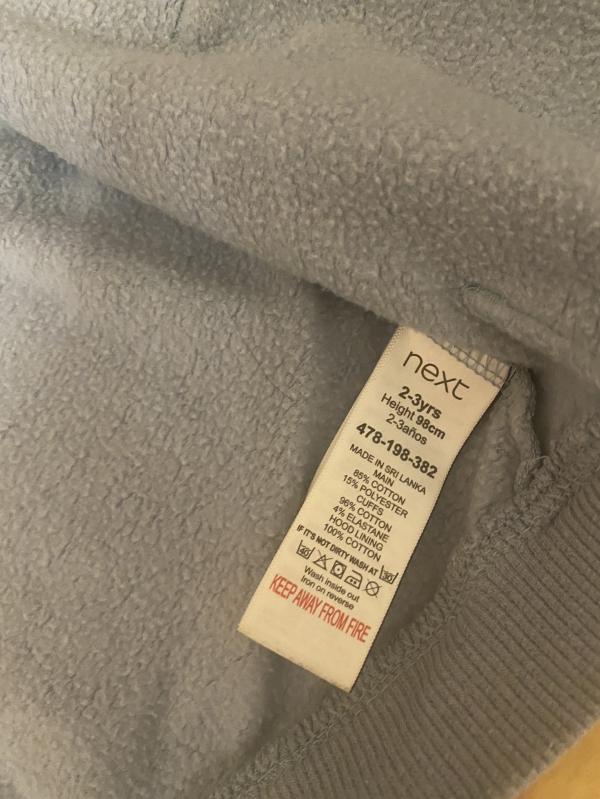 next
2-3yrs
Height 98cm
2-3años
478-198-382
MADE IN SRI LANKA
MAIN
85% COTTON
15% POLYESTER
CUFFS
96% COTTON
4% ELASTANE
HOOD LINING
100% COTTON
IF IT'S NOT DIRTY WASH AT 30
40
Wash inside out
Iron on reverse
KEEP AWAY FROM FIRE